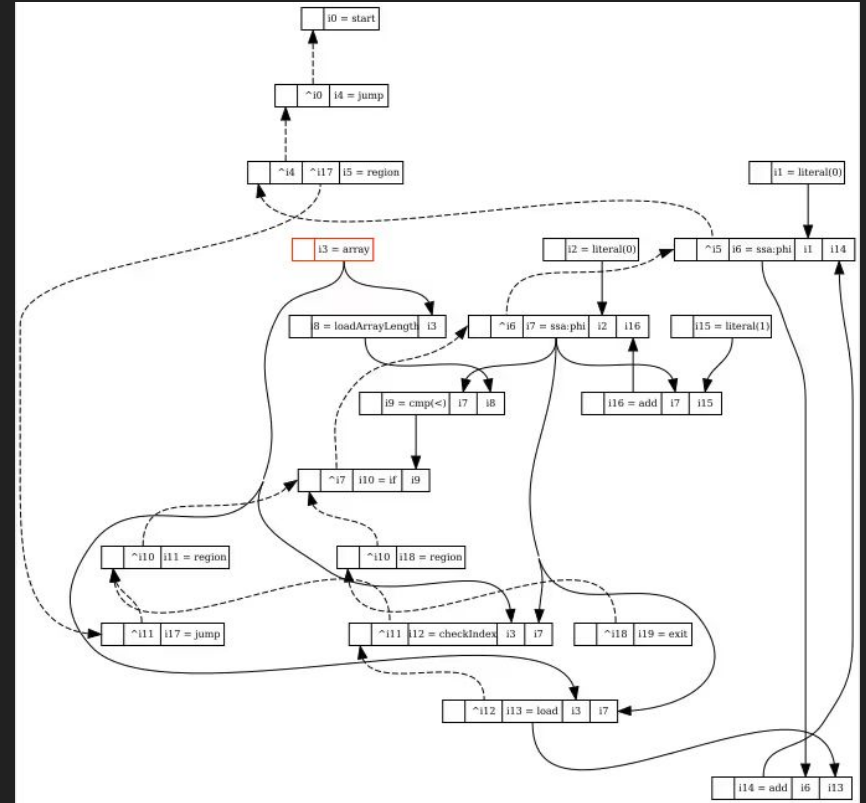 i0 = start
^i0 i4 = jump
^i4 ^i17 i5 = region
i1 = literal(0)
i3 = array
i2 = literal(0)
^i5 i6 = ssa:phi i1 i14
i8 = loadArrayLength i3
^i6 i7 = ssa:phi i2 i16
i15 = literal(1)
i9 = cmp(<) i7 i8
i16 = add i7 i15
^i7 i10 = if i9
^i10 i11 = region
^i10 i18 = region
^i11 i17 = jump
^i11 i12 = checkIndex i3 i7
^i18 i19 = exit
^i12 i13 = load i3 i7
i14 = add i6 i13